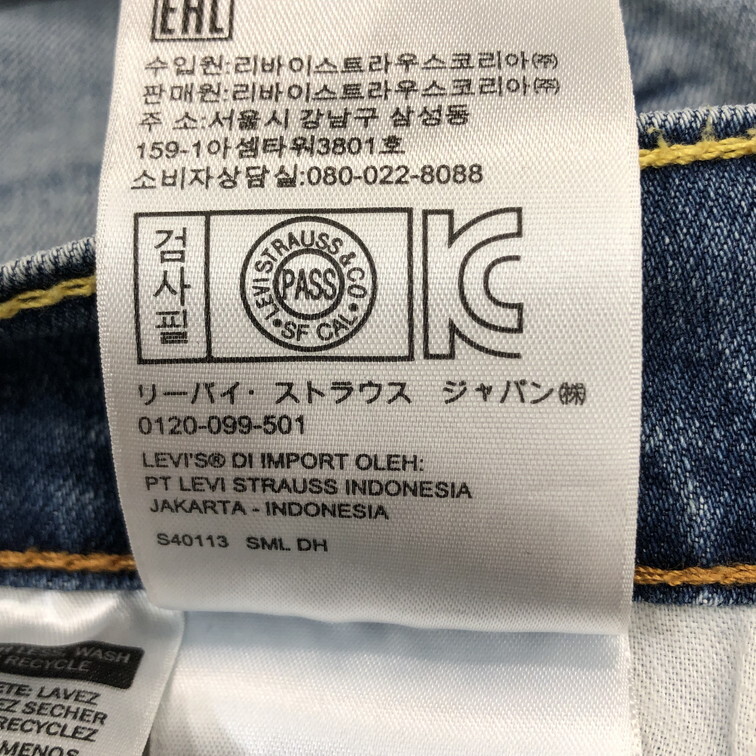 EAC
수입원:리바이스트라우스코리아㈜
판매원:리바이스트라우스코리아㈜
주 소:서울시 강남구 삼성동
159-1아셈타워3801호
소비자상담실:080-022-8088
검사필
LEVI STRAUSS & CO • SF CAL •
PASS
リーバイ・ストラウス ジャパン㈱
0120-099-501
LEVI'S® DI IMPORT OLEH:
PT LEVI STRAUSS INDONESIA
JAKARTA - INDONESIA
S40113 SML DH
LESS, WASH
RECYCLE
LAVEZ
SECHER
RECYCLEZ
MENOS